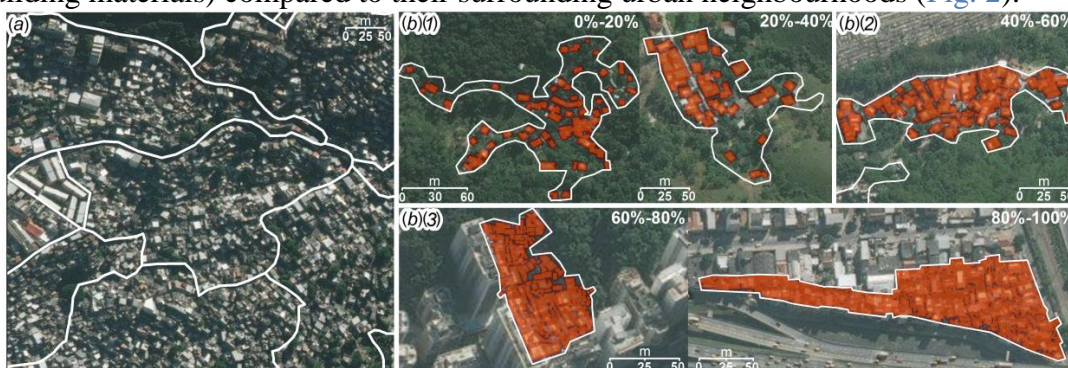 nding materials) compared to their surrounding urban neighbourhoods (Fig. 2).
(a)
m
0 25 50
(b)(1)
0%-20%
20%-40%
m
0 30 60
m
0 25 50
(b)(2)
40%-60%
m
0 25 50
(b)(3)
60%-80%
m
0 25 50
80%-100%
m
0 25 50